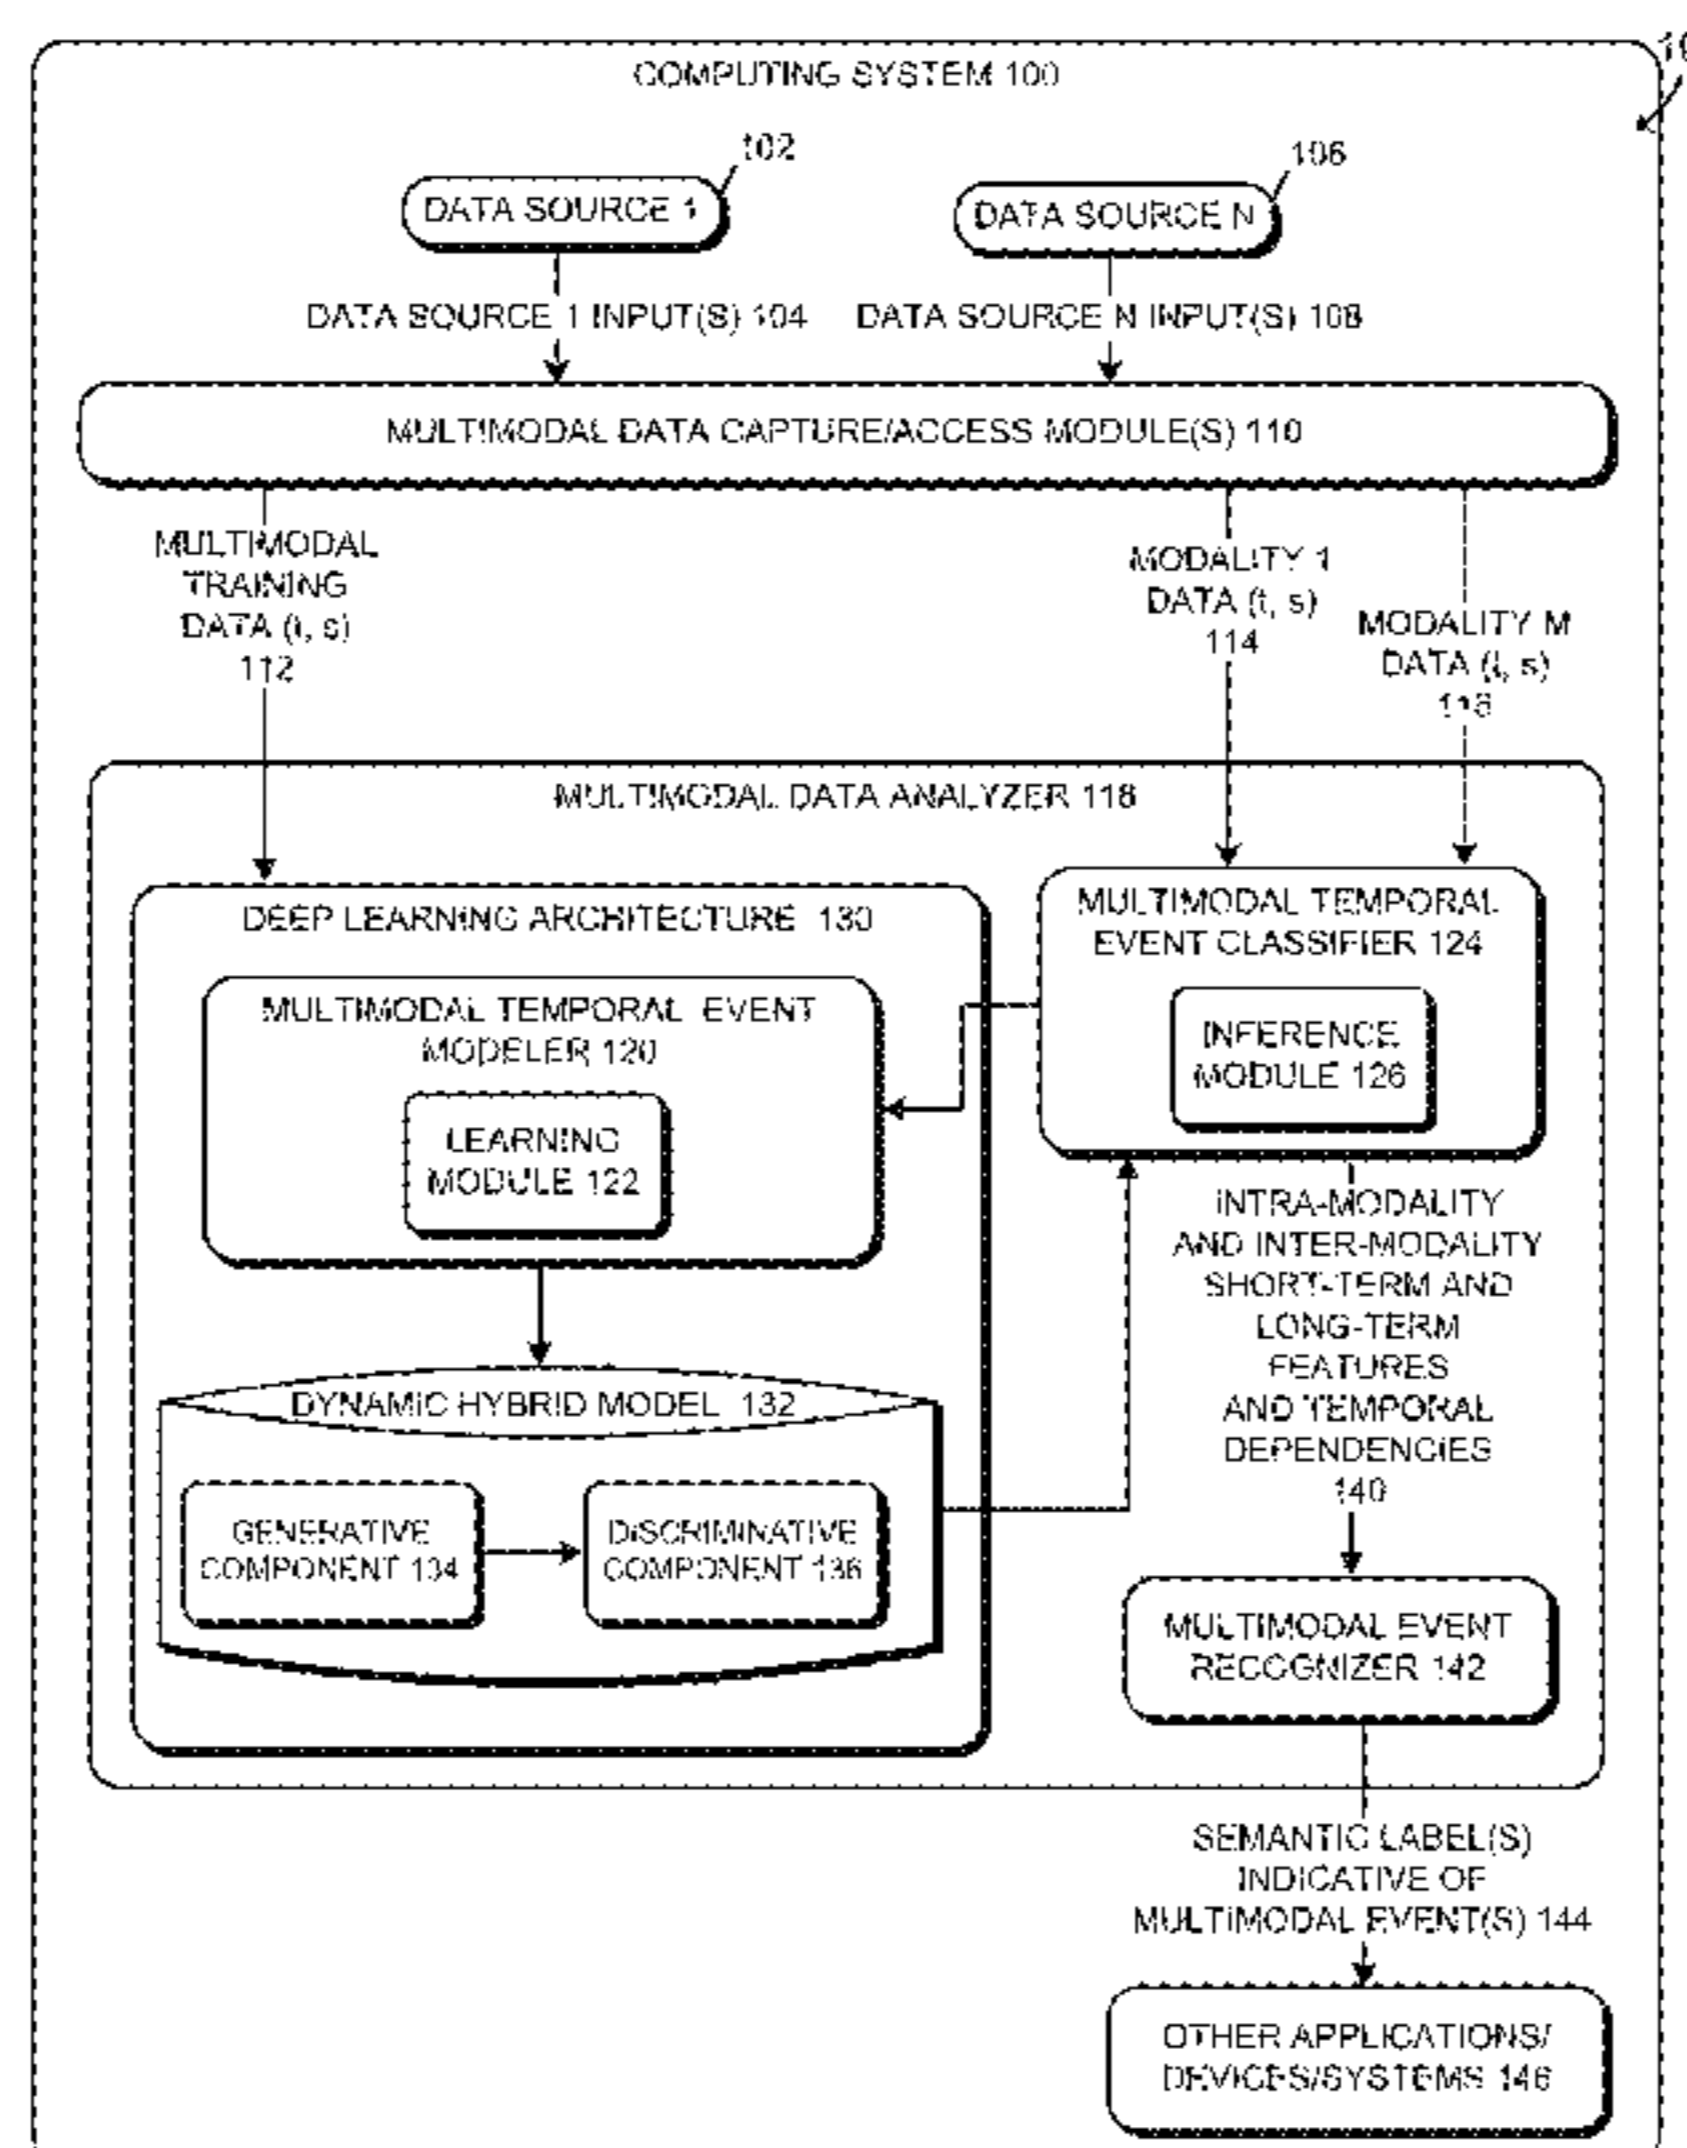 COMPUTING SYSTEM 100
102
106
DATA SOURCE 1
DATA SOURCE N
DATA SOURCE 1 INPUT(S) 104
DATA SOURCE N INPUT(S) 108
MULTIMODAL DATA CAPTURE/ACCESS MODULE(S) 110
MULTIMODAL
TRAINING
DATA (t, s)
112
MODALITY 1
DATA (t, s)
114
MODALITY M
DATA (t, s)
116
MULTIMODAL DATA ANALYZER 118
DEEP LEARNING ARCHITECTURE 130
MULTIMODAL TEMPORAL EVENT
MODELER 120
LEARNING
MODULE 122
MULTIMODAL TEMPORAL
EVENT CLASSIFIER 124
INFERENCE
MODULE 126
DYNAMIC HYBRID MODEL 132
GENERATIVE
COMPONENT 134
DISCRIMINATIVE
COMPONENT 136
INTRA-MODALITY
AND INTER-MODALITY
SHORT-TERM AND
LONG-TERM
FEATURES
AND TEMPORAL
DEPENDENCIES
140
MULTIMODAL EVENT
RECOGNIZER 142
SEMANTIC LABEL(S)
INDICATIVE OF
MULTIMODAL EVENT(S) 144
OTHER APPLICATIONS/
DEVICES/SYSTEMS 146